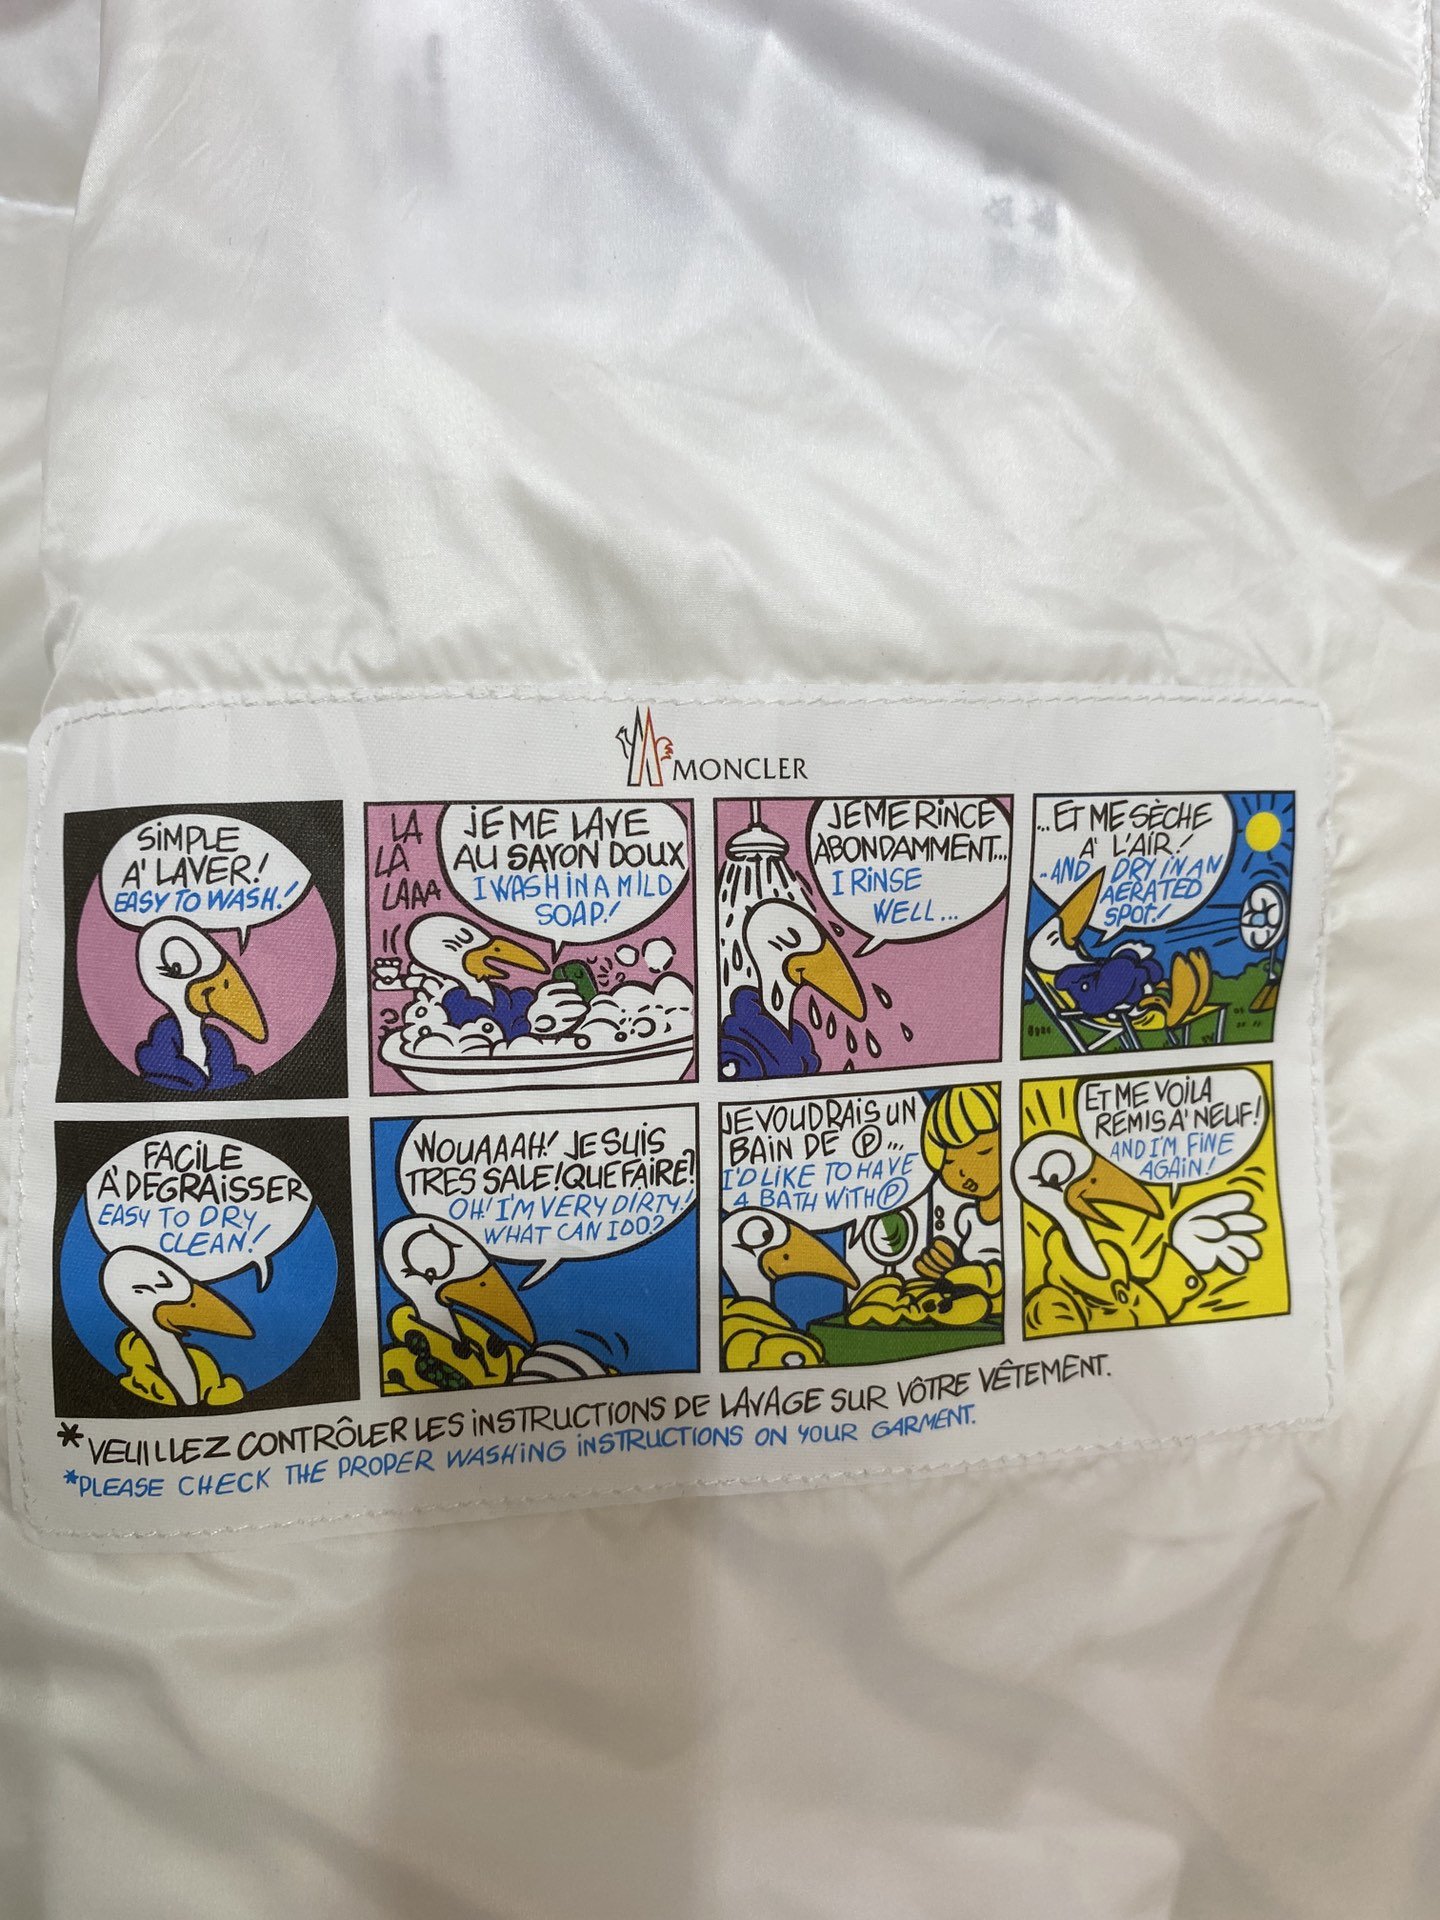 MONCLER
SiMPLE
A' LAVER!
EASY TO WASH!
LA
LA
LAAA
JE ME LAVE
AU SAVON DOUX
I WASH IN A MILD
SOAP!
JE ME RiNCE
ABONDAMMENT...
I RiNSE
WELL...
...ET ME SÈCHE
A' L'AiR!
..AND DRY iN AN
AERATED
SPOT!
FACiLE
A' DEGRAiSSER
EASY TO DRY
CLEAN!
WOUAAAH! JE SUiS
TRES SALE! QUE FAiRE?
OH! I'M VERY DiRTY!
WHAT CAN I DO?
JE VOUDRAiS UN
BAiN DE Ⓟ...
I'D LIKE TO HAVE
A BATH WiTH Ⓟ
ET ME VOiLA
REMiS A' NEUF!
AND I'M FiNE
AGAiN!
*VEUiLLEZ CONTRÔLER LES iNSTRUCTiONS DE LAVAGE SUR VÔTRE VÊTEMENT.
*PLEASE CHECK THE PROPER WASHiNG iNSTRUCTIONS ON YOUR GARMENT.